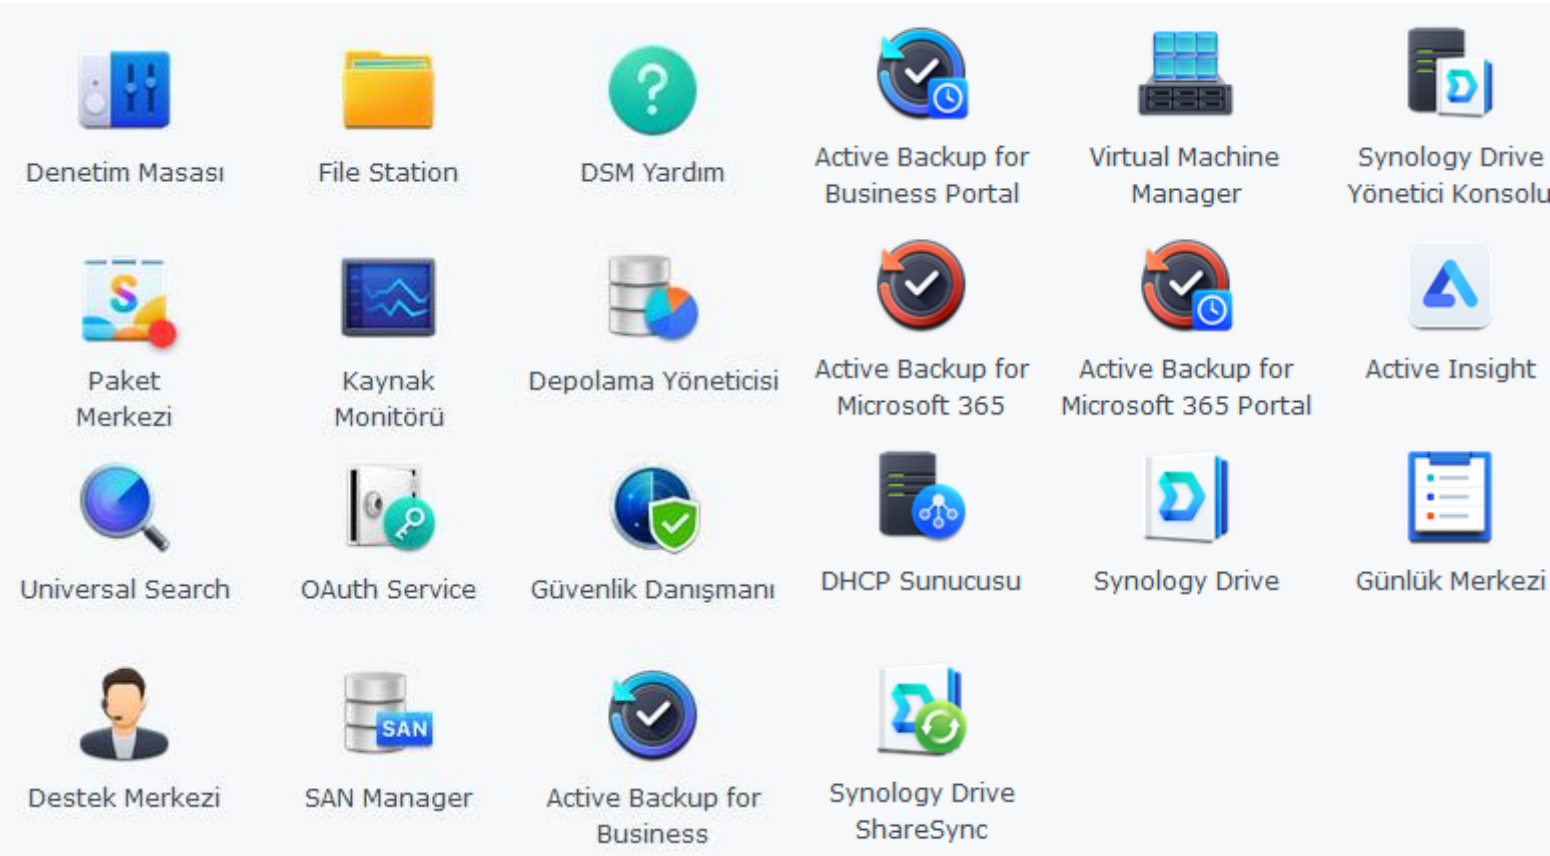 Denetim Masası
File Station
DSM Yardım
Active Backup for
Business Portal
Virtual Machine
Manager
Synology Drive
Yönetici Konsolu
Paket
Merkezi
Kaynak
Monitörü
Depolama Yöneticisi
Active Backup for
Microsoft 365
Active Backup for
Microsoft 365 Portal
Active Insight
Universal Search
OAuth Service
Güvenlik Danışmanı
DHCP Sunucusu
Synology Drive
Günlük Merkezi
Destek Merkezi
SAN
SAN Manager
Active Backup for
Business
Synology Drive
ShareSync